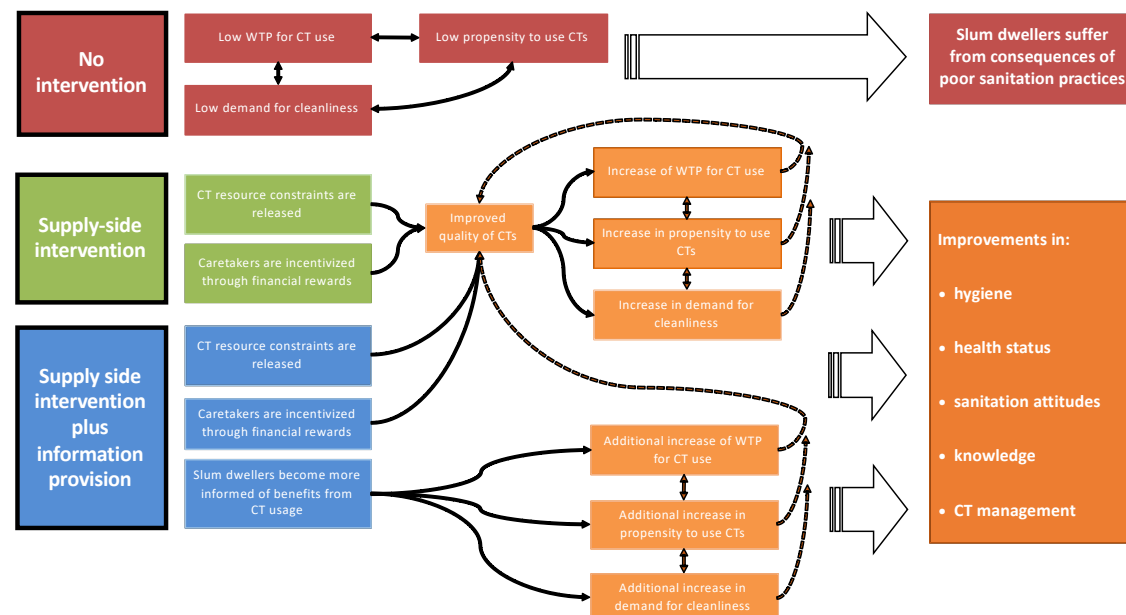 No
intervention
Low WTP for CT use
Low propensity to use CTs
Low demand for cleanliness
Slum dwellers suffer
from consequences of
poor sanitation practices
Supply-side
intervention
CT resource constraints are
released
Caretakers are incentivized
through financial rewards
Improved
quality of CTs
Increase of WTP for CT use
Increase in propensity to use
CTs
Increase in demand for
cleanliness
Supply side
intervention
plus
information
provision
CT resource constraints are
released
Caretakers are incentivized
through financial rewards
Slum dwellers become more
informed of benefits from
CT usage
Additional increase of WTP
for CT use
Additional increase in
propensity to use CTs
Additional increase in
demand for cleanliness
Improvements in:
• hygiene
• health status
• sanitation attitudes
• knowledge
• CT management